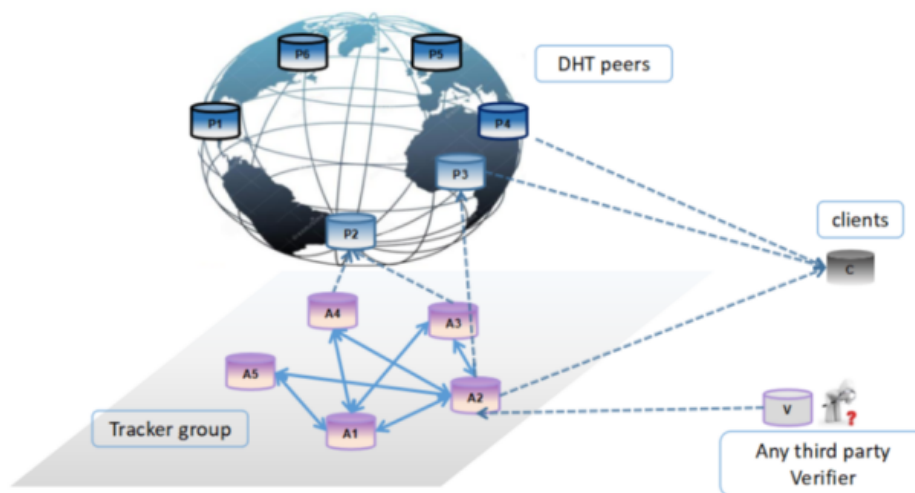 P6
P5
DHT peers
P1
P4
P3
clients
P2
C
A4
A3
A5
A2
V
?
Tracker group
A1
Any third party
Verifier